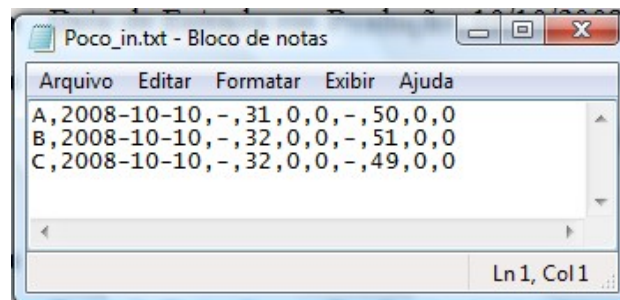 Poco_in.txt - Bloco de notas
Arquivo Editar Formatar Exibir Ajuda
A,2008-10-10,-,31,0,0,-,50,0,0
B,2008-10-10,-,32,0,0,-,51,0,0
C,2008-10-10,-,32,0,0,-,49,0,0
Ln 1, Col 1